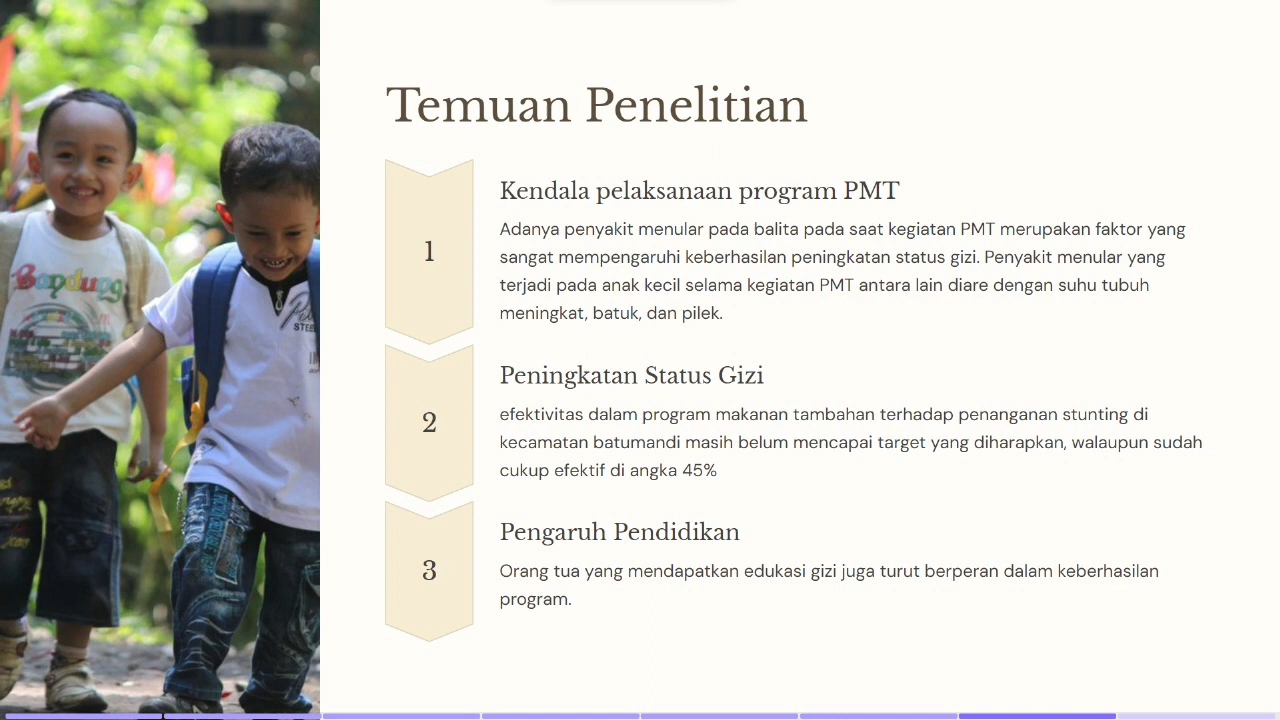 Temuan Penelitian
1
Kendala pelaksanaan program PMT
Adanya penyakit menular pada balita pada saat kegiatan PMT merupakan faktor yang
sangat mempengaruhi keberhasilan peningkatan status gizi. Penyakit menular yang
terjadi pada anak kecil selama kegiatan PMT antara lain diare dengan suhu tubuh
meningkat, batuk, dan pilek.
2
Peningkatan Status Gizi
efektivitas dalam program makanan tambahan terhadap penanganan stunting di
kecamatan batumandi masih belum mencapai target yang diharapkan, walaupun sudah
cukup efektif di angka 45%
3
Pengaruh Pendidikan
Orang tua yang mendapatkan edukasi gizi juga turut berperan dalam keberhasilan
program.
Bandung